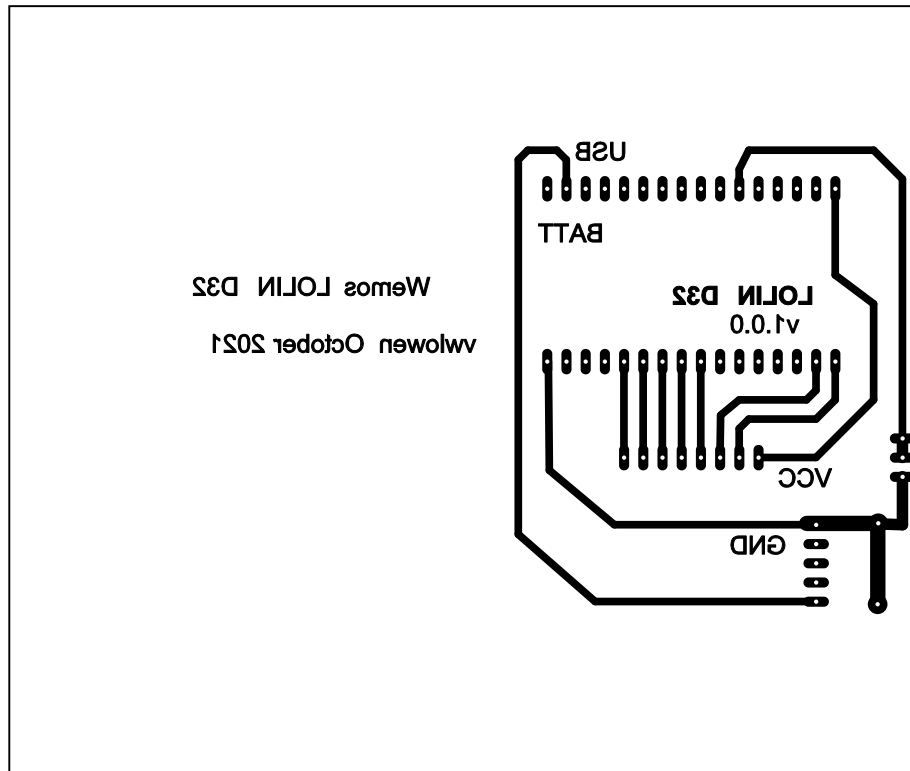 USB
BATT
Wemos LOLIN D32
LOLIN D32
v1.0.0
vwlowen October 2021
VCC
GND